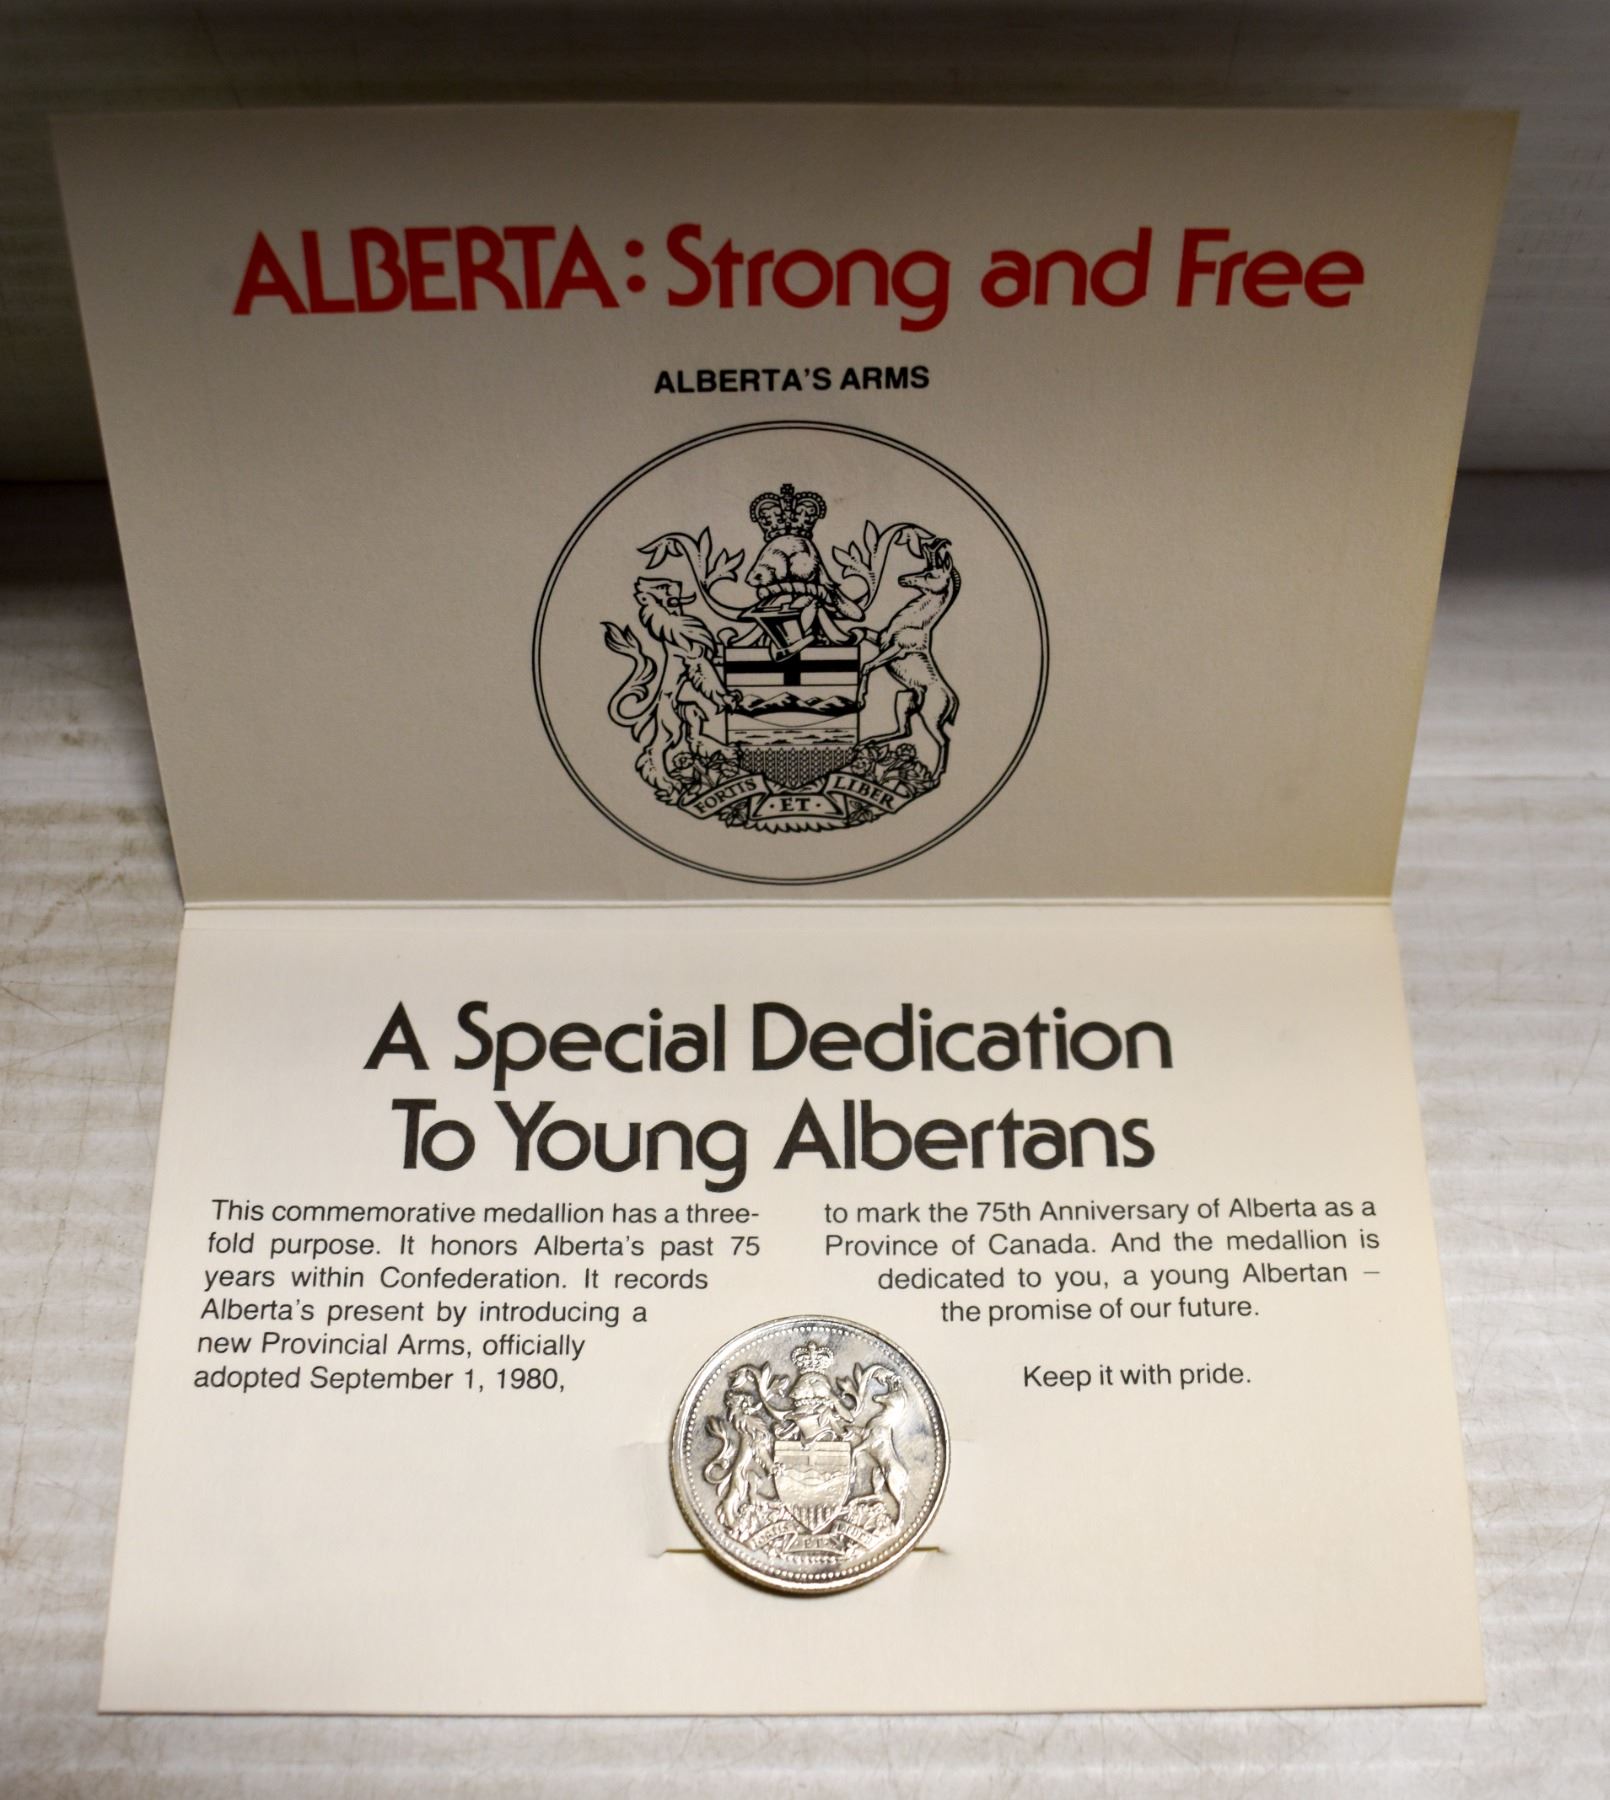 ALBERTA: Strong and Free
ALBERTA'S ARMS
FORTIS ·ET· LIBER
A Special Dedication
To Young Albertans
This commemorative medallion has a three-
fold purpose. It honors Alberta's past 75
years within Confederation. It records
Alberta's present by introducing a
new Provincial Arms, officially
adopted September 1, 1980,
to mark the 75th Anniversary of Alberta as a
Province of Canada. And the medallion is
dedicated to you, a young Albertan –
the promise of our future.
Keep it with pride.
FORTIS ·ET· LIBER